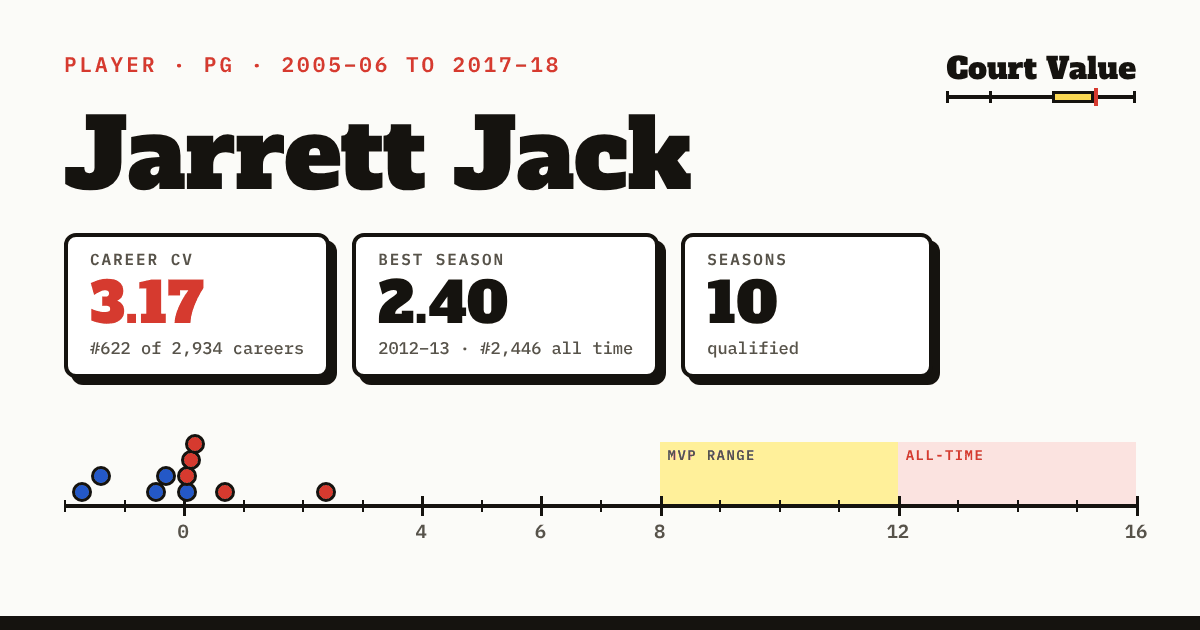 PLAYER · PG · 2005–06 TO 2017–18
Court Value
Jarrett Jack
CAREER CV
3.17
#622 of 2,934 careers
BEST SEASON
2.40
2012–13 · #2,446 all time
SEASONS
10
qualified
MVP RANGE
ALL-TIME
0 4 6 8 12 16